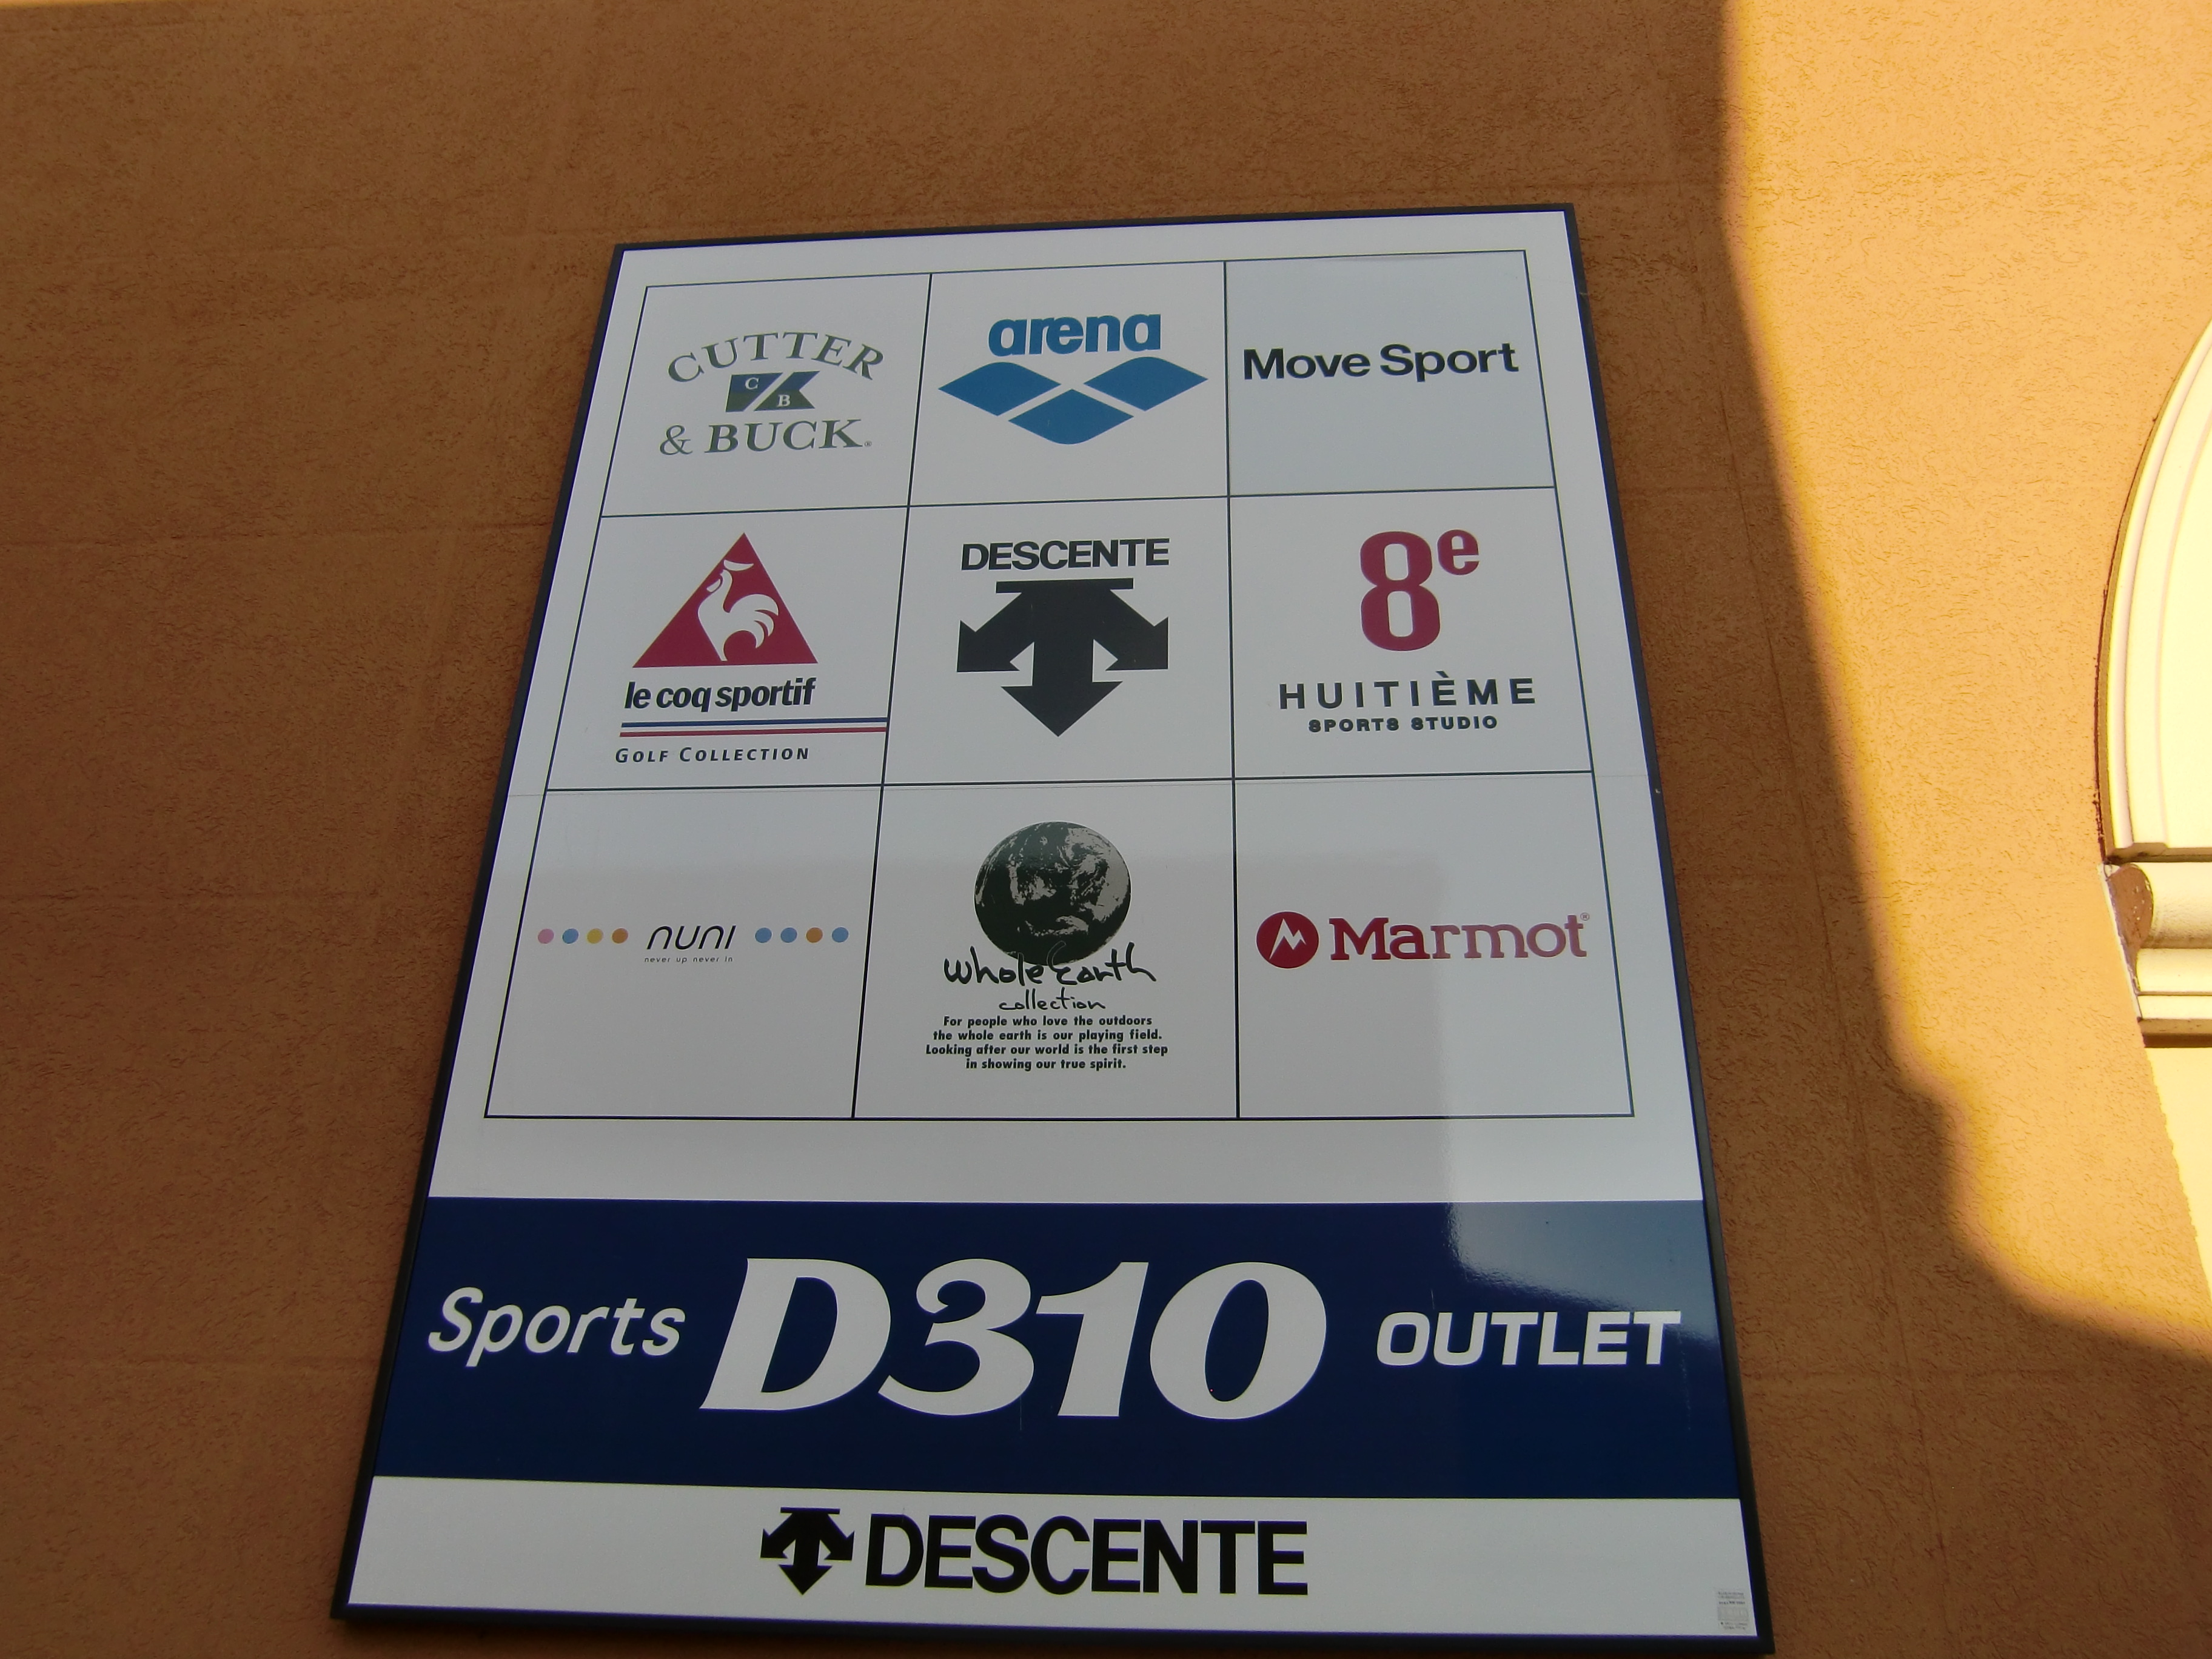 CUTTER
C
B
& BUCK®
arena
Move Sport
le coq sportif
GOLF COLLECTION
DESCENTE
8e
HUITIÈME
SPORTS STUDIO
nuni
never up never in
Whole Earth
collection
For people who love the outdoors
the whole earth is our playing field.
Looking after our world is the first step
in showing our true spirit.
Marmot®
Sports D310 OUTLET
DESCENTE